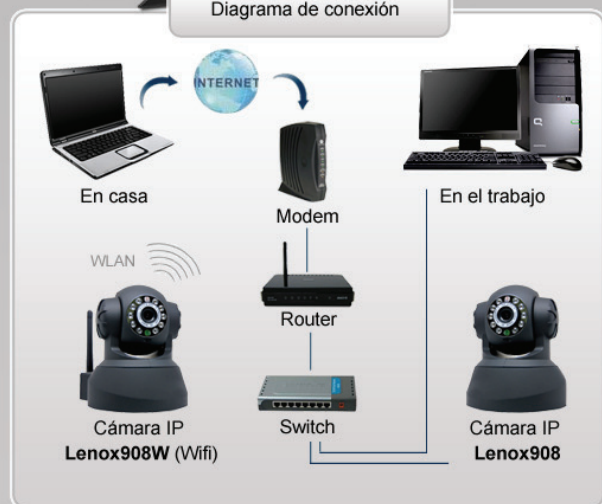 Diagrama de conexión
INTERNET
En casa
Modem
En el trabajo
WLAN
Router
Cámara IP
Lenox908W (Wifi)
Switch
Cámara IP
Lenox908